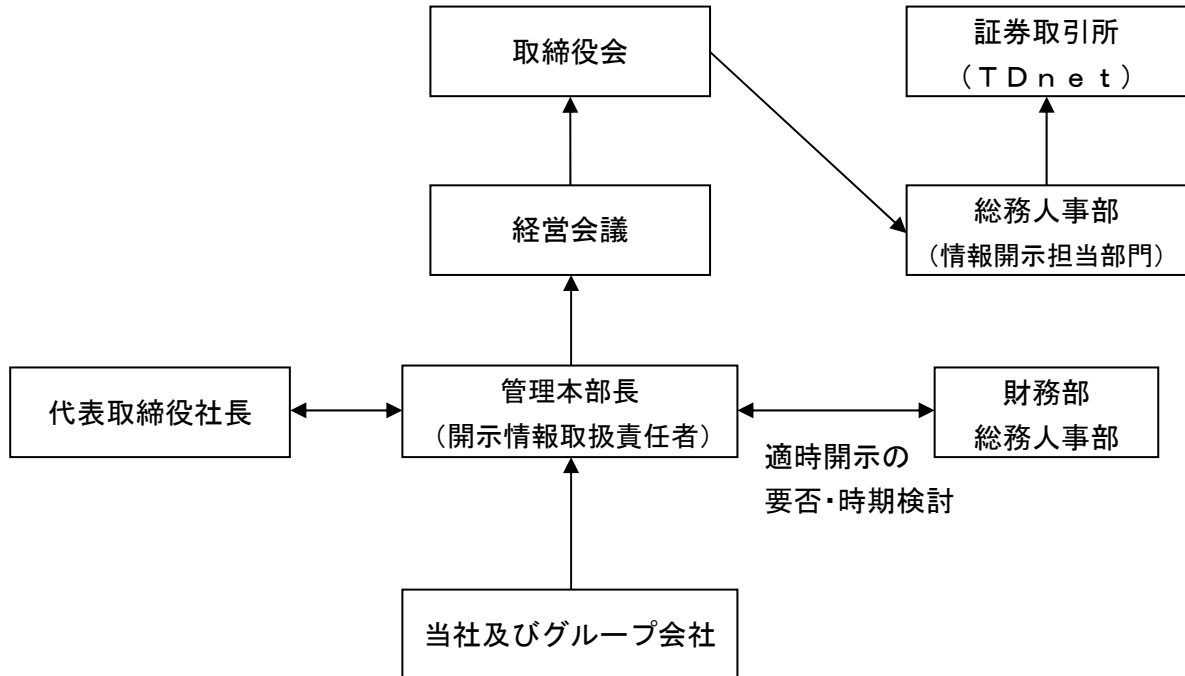 取締役会
証券取引所
（ＴＤｎｅｔ）
経営会議
総務人事部
（情報開示担当部門）
代表取締役社長
管理本部長
（開示情報取扱責任者）
財務部
総務人事部
適時開示の
要否・時期検討
当社及びグループ会社